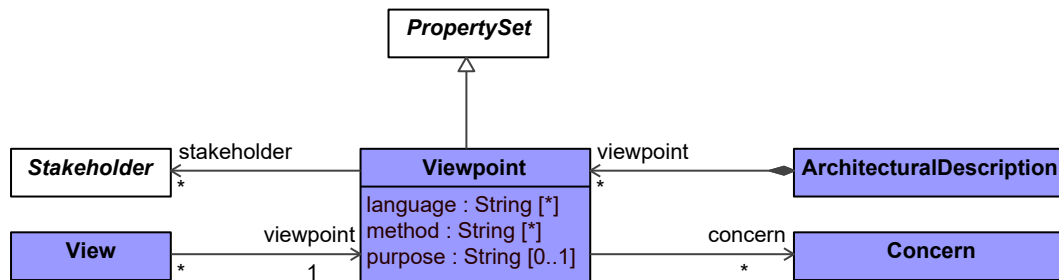 PropertySet
stakeholder
viewpoint
Stakeholder
Viewpoint
ArchitecturalDescription
*
*
language : String [*]
method : String [*]
purpose : String [0..1]
viewpoint
concern
View
Concern
*
1
*